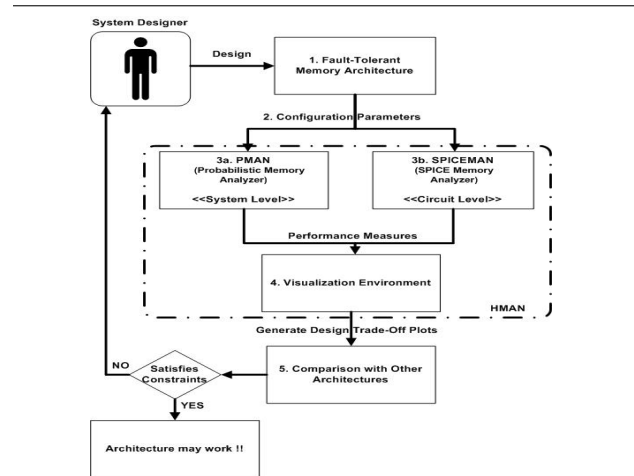 System Designer
Design
1. Fault-Tolerant
Memory Architecture
2. Configuration Parameters
3a. PMAN
(Probabilistic Memory
Analyzer)
<<System Level>>
3b. SPICEMAN
(SPICE Memory
Analyzer)
<<Circuit Level>>
Performance Measures
4. Visualization Environment
HMAN
Generate Design Trade-Off Plots
5. Comparison with Other
Architectures
Satisfies
Constraints
NO
YES
Architecture may work !!